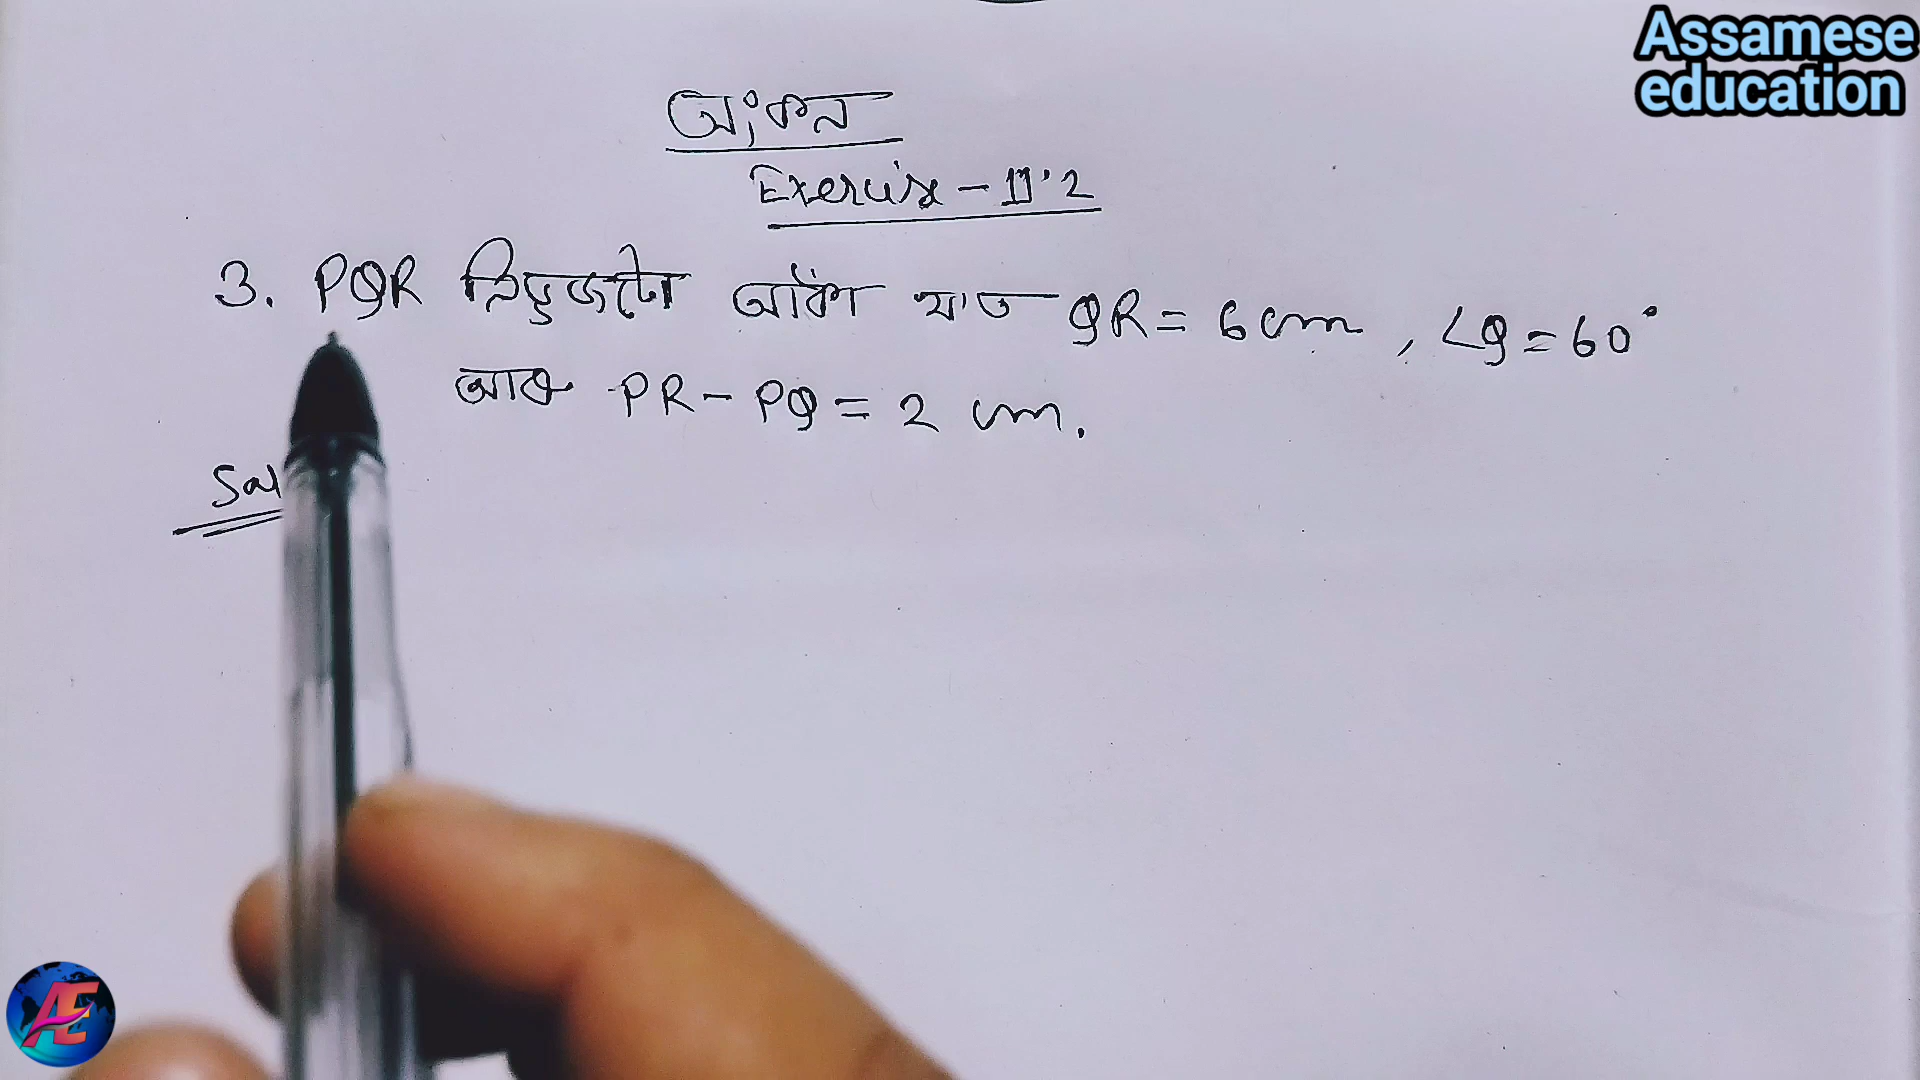 Assamese
education
অংকন
Exercise - 11.2
3. PQR ত্ৰিভুজটো আঁকা য'ত QR = 6 cm, ∠Q = 60°
আৰু PR - PQ = 2 cm.
Sol
AE